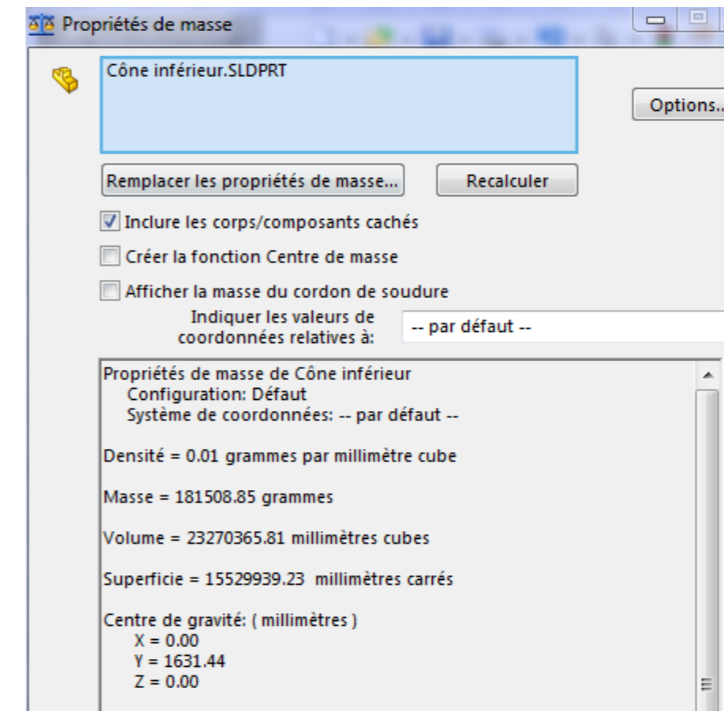 Propriétés de masse
Cône inférieur.SLDPRT
Options..
Remplacer les propriétés de masse...
Recalculer
Inclure les corps/composants cachés
Créer la fonction Centre de masse
Afficher la masse du cordon de soudure
Indiquer les valeurs de
coordonnées relatives à:
-- par défaut --
Propriétés de masse de Cône inférieur
Configuration: Défaut
Système de coordonnées: -- par défaut --
Densité = 0.01 grammes par millimètre cube
Masse = 181508.85 grammes
Volume = 23270365.81 millimètres cubes
Superficie = 15529939.23 millimètres carrés
Centre de gravité: ( millimètres )
X = 0.00
Y = 1631.44
Z = 0.00